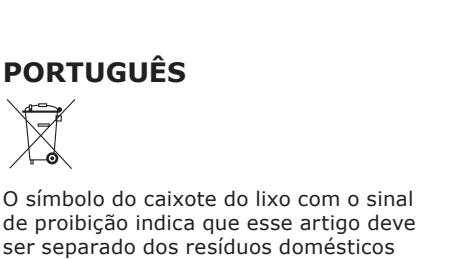 PORTUGUÊS
O símbolo do caixote do lixo com o sinal
de proibição indica que esse artigo deve
ser separado dos resíduos domésticos